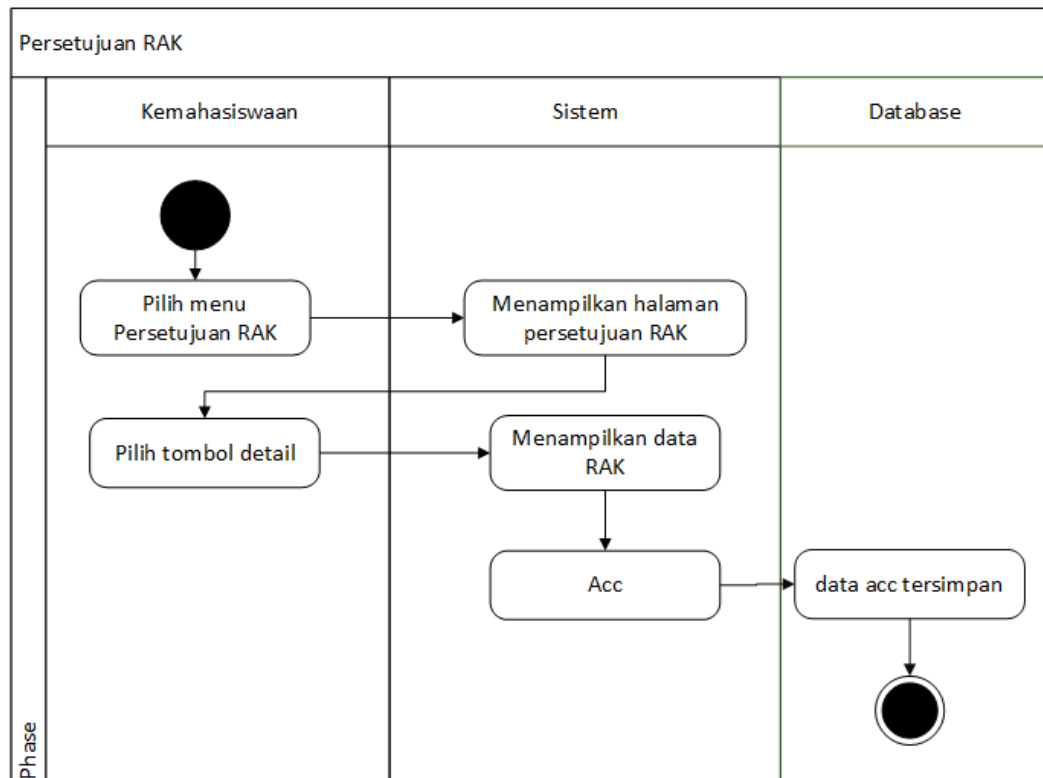 Persetujuan RAK
Kemahasiswaan
Sistem
Database
Pilih menu
Persetujuan RAK
Menampilkan halaman
persetujuan RAK
Pilih tombol detail
Menampilkan data
RAK
Acc
data acc tersimpan
Phase